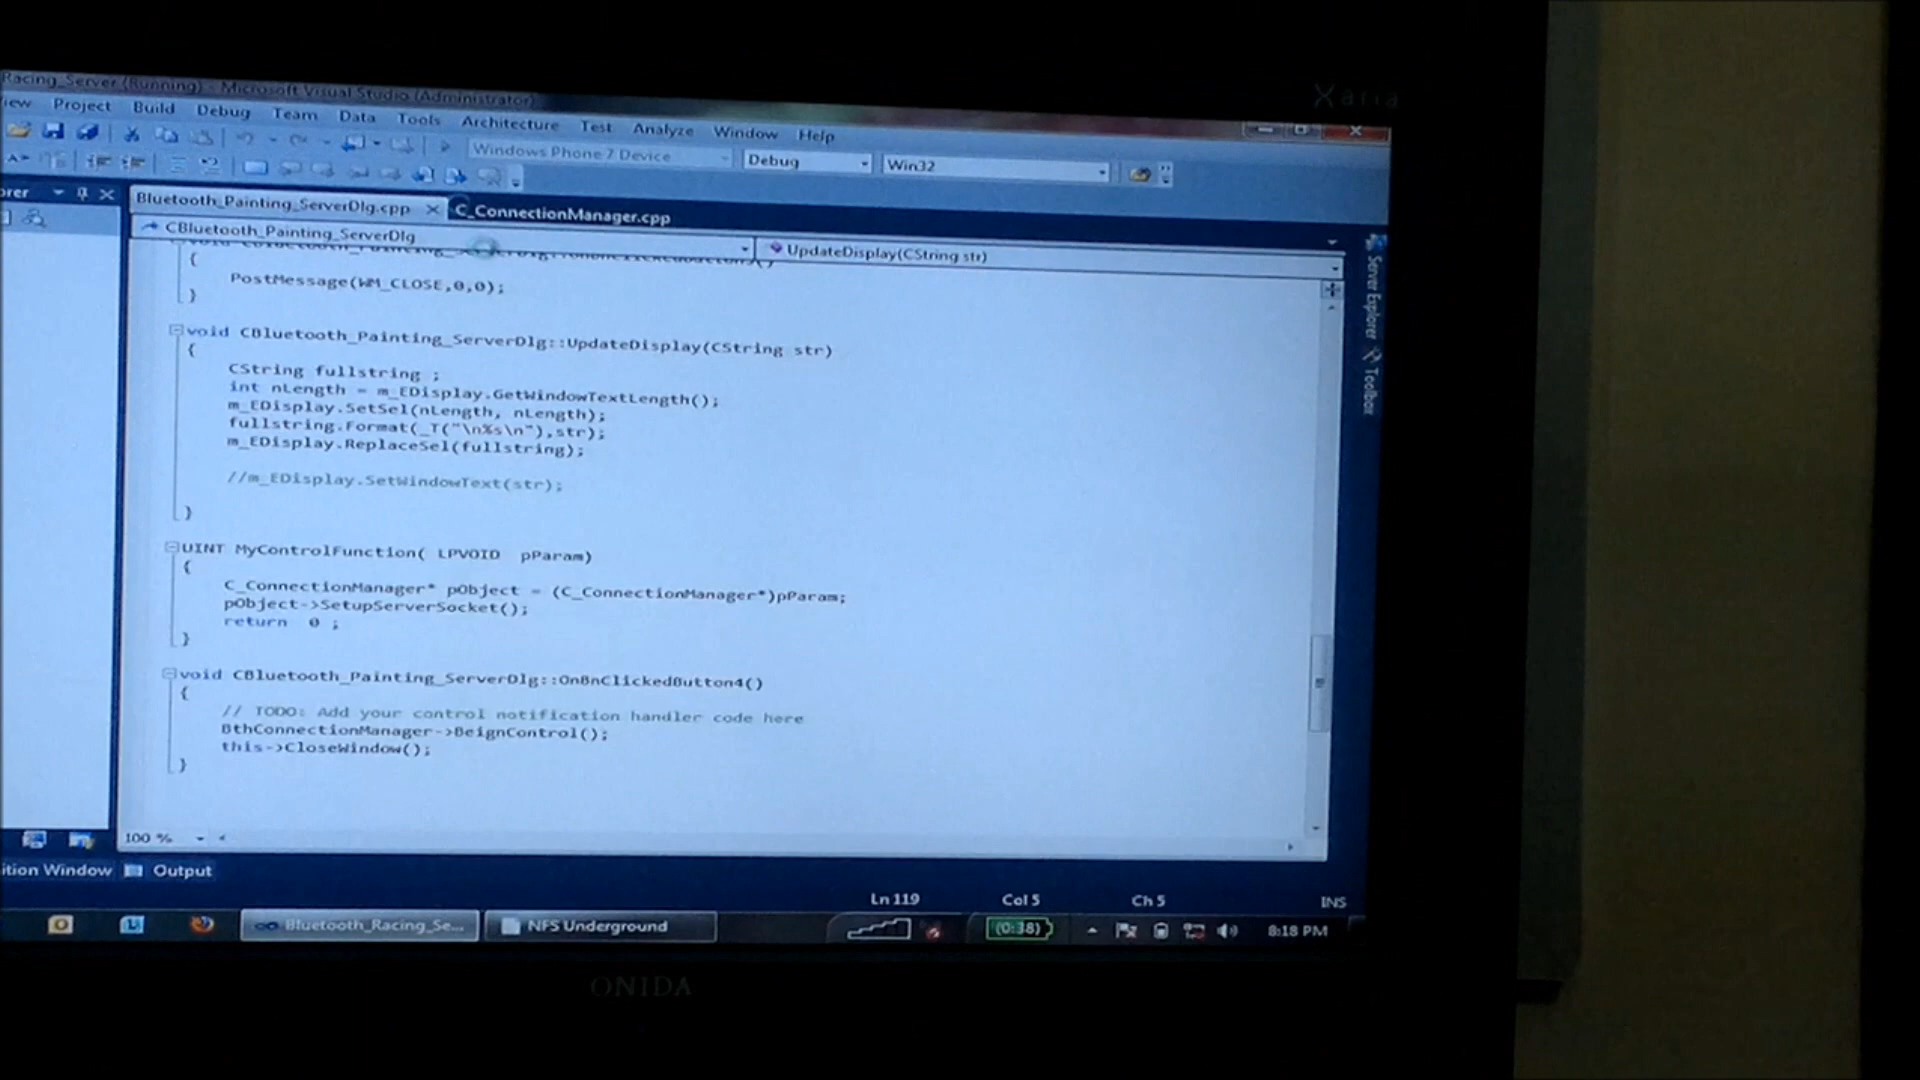 Racing_Server (Running) - Microsoft Visual Studio (Administrator)
Xaria
iew Project Build Debug Team Data Tools Architecture Test Analyze Window Help
Windows Phone 7 Device Debug Win32
orer
Bluetooth_Painting_ServerDlg.cpp C_ConnectionManager.cpp
CBluetooth_Painting_ServerDlg UpdateDisplay(CString str)
{
PostMessage(WM_CLOSE,0,0);
}
void CBluetooth_Painting_ServerDlg::UpdateDisplay(CString str)
{
CString fullstring ;
int nLength = m_EDisplay.GetWindowTextLength();
m_EDisplay.SetSel(nLength, nLength);
fullstring.Format(_T("\n%s\n"),str);
m_EDisplay.ReplaceSel(fullstring);
//m_EDisplay.SetWindowText(str);
}
UINT MyControlFunction( LPVOID pParam)
{
C_ConnectionManager* pObject = (C_ConnectionManager*)pParam;
pObject->SetupServerSocket();
return 0 ;
}
void CBluetooth_Painting_ServerDlg::OnBnClickedButton4()
{
// TODO: Add your control notification handler code here
BthConnectionManager->BeignControl();
this->CloseWindow();
}
Server Explorer
Toolbox
100 %
ition Window Output
Ln 119 Col 5 Ch 5 INS
Bluetooth_Racing_Se... NFS Underground (0:38) 8:18 PM
ONIDA